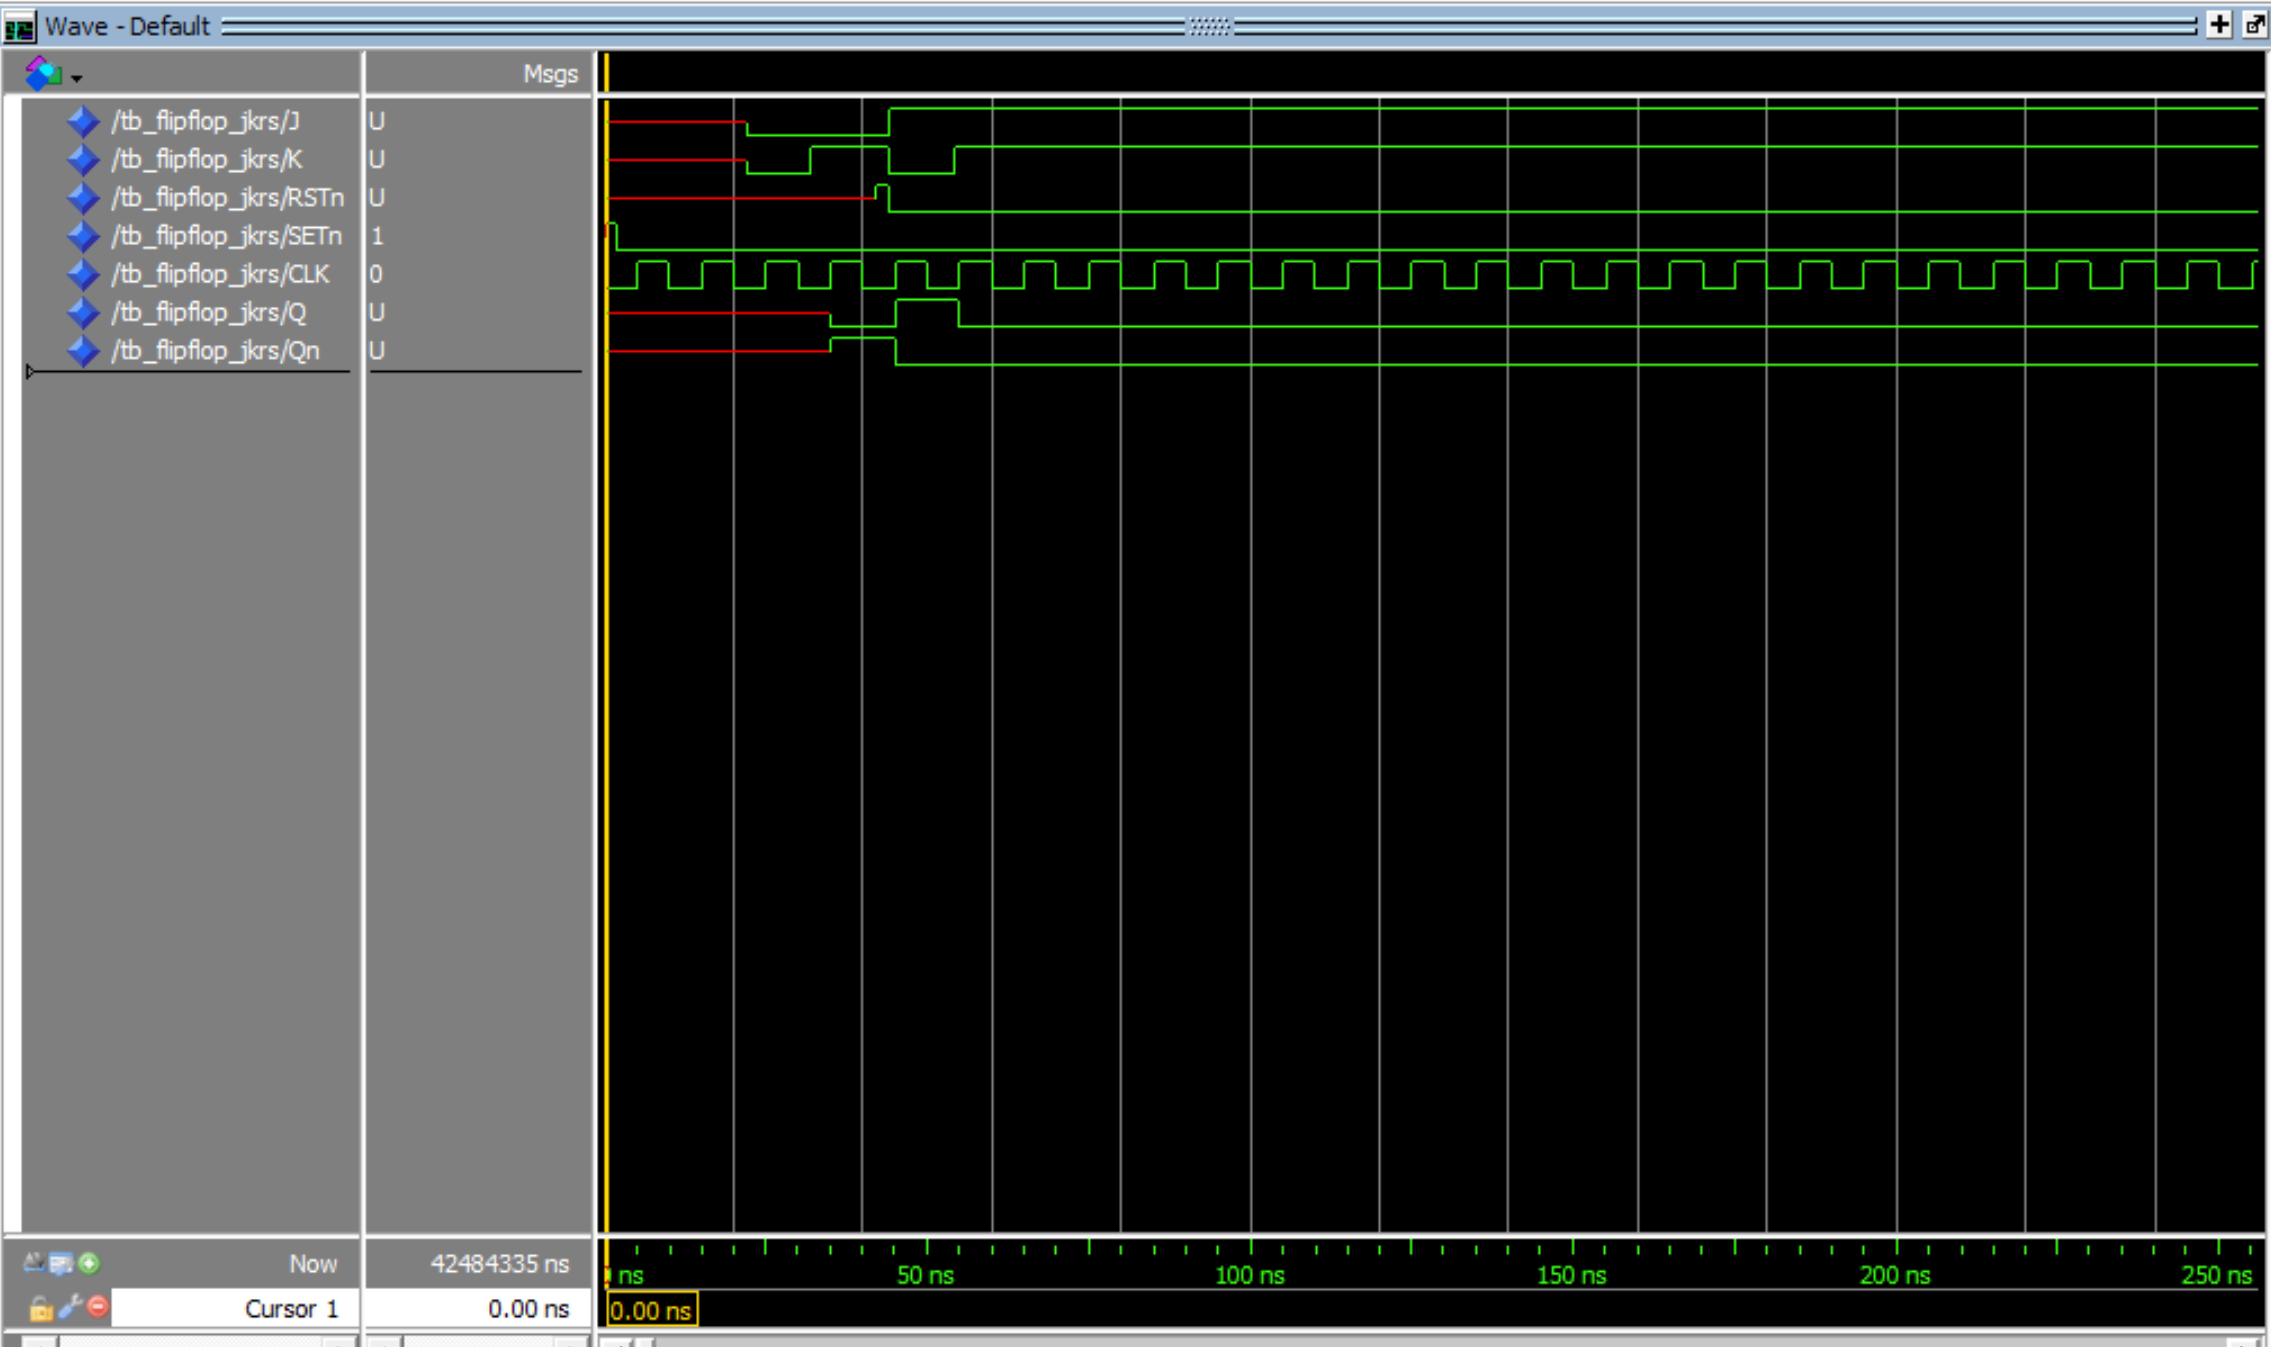 Wave - Default
Msgs
/tb_flipflop_jkrs/J U
/tb_flipflop_jkrs/K U
/tb_flipflop_jkrs/RSTn U
/tb_flipflop_jkrs/SETn 1
/tb_flipflop_jkrs/CLK 0
/tb_flipflop_jkrs/Q U
/tb_flipflop_jkrs/Qn U
Now 42484335 ns ns 50 ns 100 ns 150 ns 200 ns 250 ns
Cursor 1 0.00 ns 0.00 ns